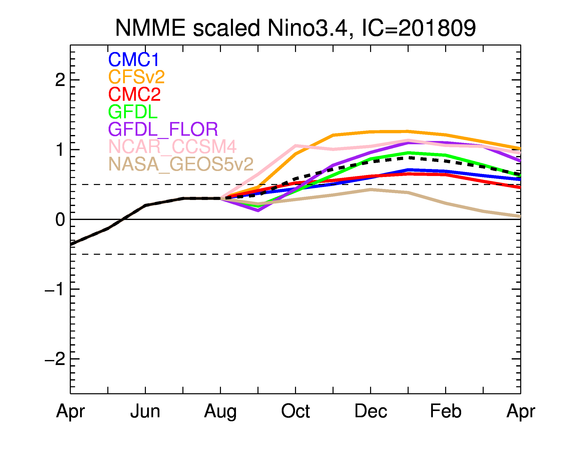 NMME scaled Nino3.4, IC=201809
CMC1
CFSv2
CMC2
GFDL
GFDL_FLOR
NCAR_CCSM4
NASA_GEOS5v2
2
1
0
−1
−2
Apr Jun Aug Oct Dec Feb Apr